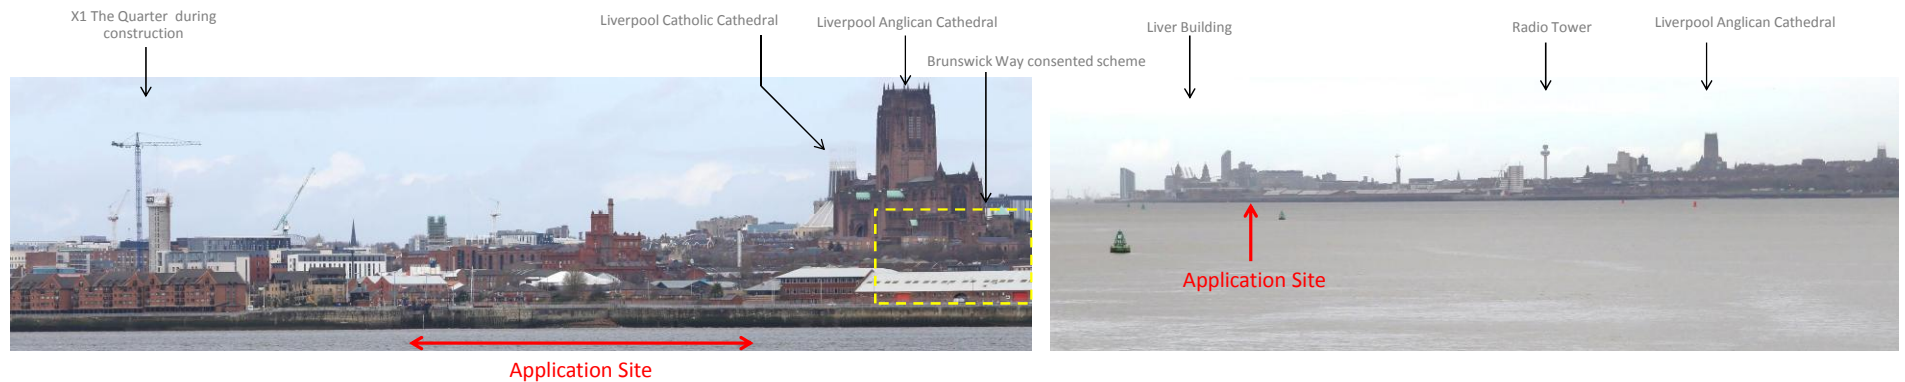 X1 The Quarter during
construction
Liverpool Catholic Cathedral
Liverpool Anglican Cathedral
Brunswick Way consented scheme
Application Site
Liver Building
Radio Tower
Liverpool Anglican Cathedral
Application Site